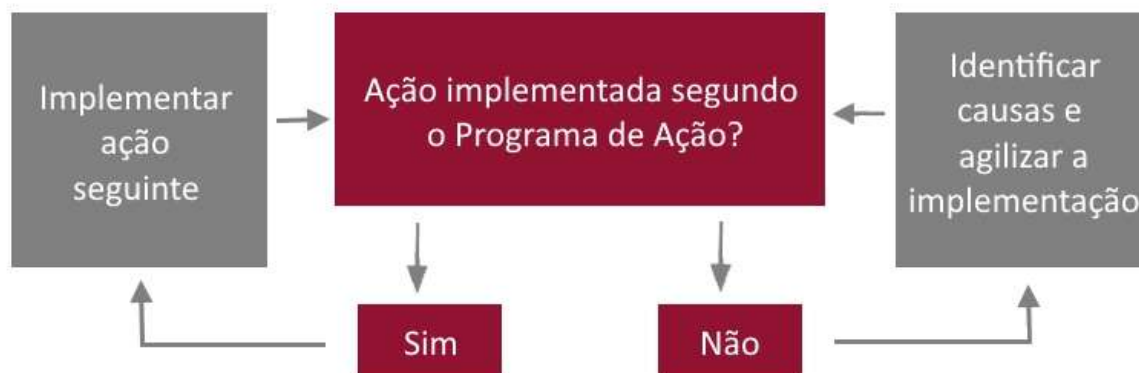 Implementar
ação
seguinte
Ação implementada segundo
o Programa de Ação?
Identificar
causas e
agilizar a
implementação
Sim
Não